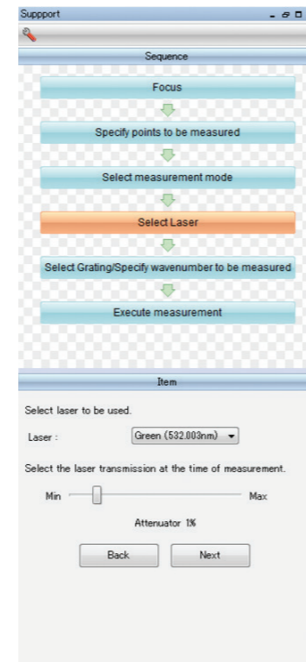 Suppport
Sequence
Focus
Specify points to be measured
Select measurement mode
Select Laser
Select Grating/Specify wavenumber to be measured
Execute measurement
Item
Select laser to be used.
Laser : Green (532.003nm)
Select the laser transmission at the time of measurement.
Min Max
Attenuator 1%
Back Next